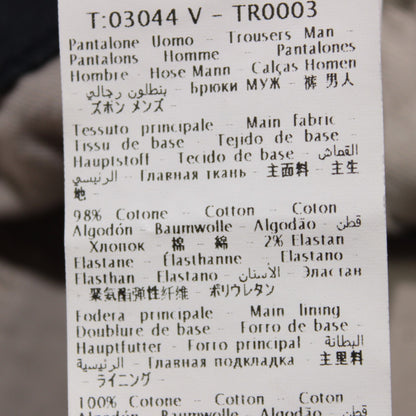 T:03044 V - TR0003
Pantalone Uomo - Trousers Man -
Pantalons Homme - Pantalones
Hombre - Hose Mann - Calças Homen
- بنطلون رجالي - Брюки МУЖ - 裤 男人
- ズボン メンズ -
Tessuto principale - Main fabric -
Tissu de base - Tejido de base -
Hauptstoff - Tecido de base - القماش
الرئيسي - Главная ткань - 主面料 - 主生
地 -
98% Cotone - Cotton - Coton
Algodón - Baumwolle - Algodão - قطن
- Хлопок - 棉 - 綿 - 2% Elastan
Elastane - Élasthanne - Elastano
Elasthan - Elastano - الأستان - Эластан
- 聚氨酯弹性纤维 - ポリウレタン
Fodera principale - Main lining
Doublure de base - Forro de base -
Hauptfutter - Forro principal - البطانة
الرئيسية - Главная подкладка - 主里料
- ライニング -
100% Cotone - Cotton - Coton
Algodón - Baumwolle - Algodão - قطن